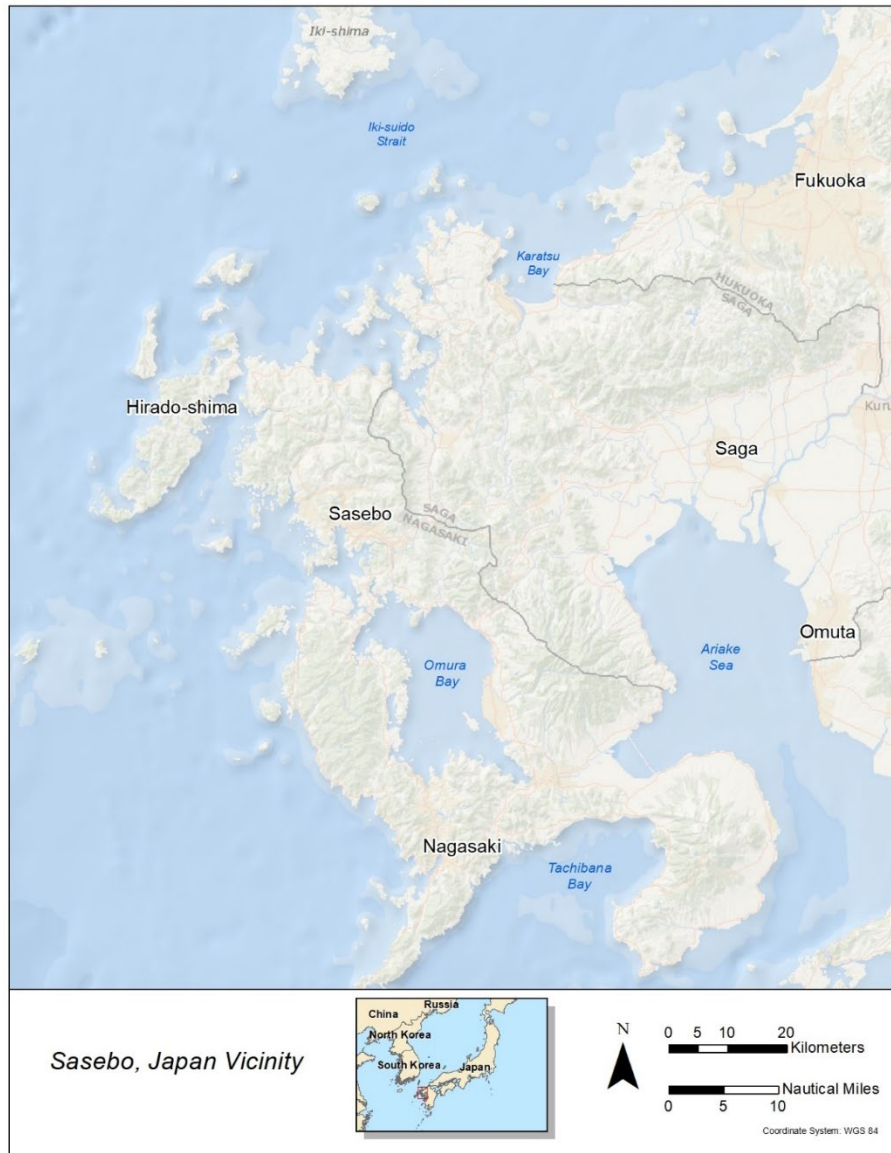 Iki-shima
Iki-suido
Strait
Fukuoka
Karatsu
Bay
HUKUOKA
SAGA
Hirado-shima
Kuru
Saga
Sasebo
SAGA
NAGASAKI
Omuta
Omura
Bay
Ariake
Sea
Nagasaki
Tachibana
Bay
Sasebo, Japan Vicinity
Russia
China
North Korea
South Korea
Japan
N
0 5 10 20
Kilometers
Nautical Miles
0 5 10
Coordinate System: WGS 84